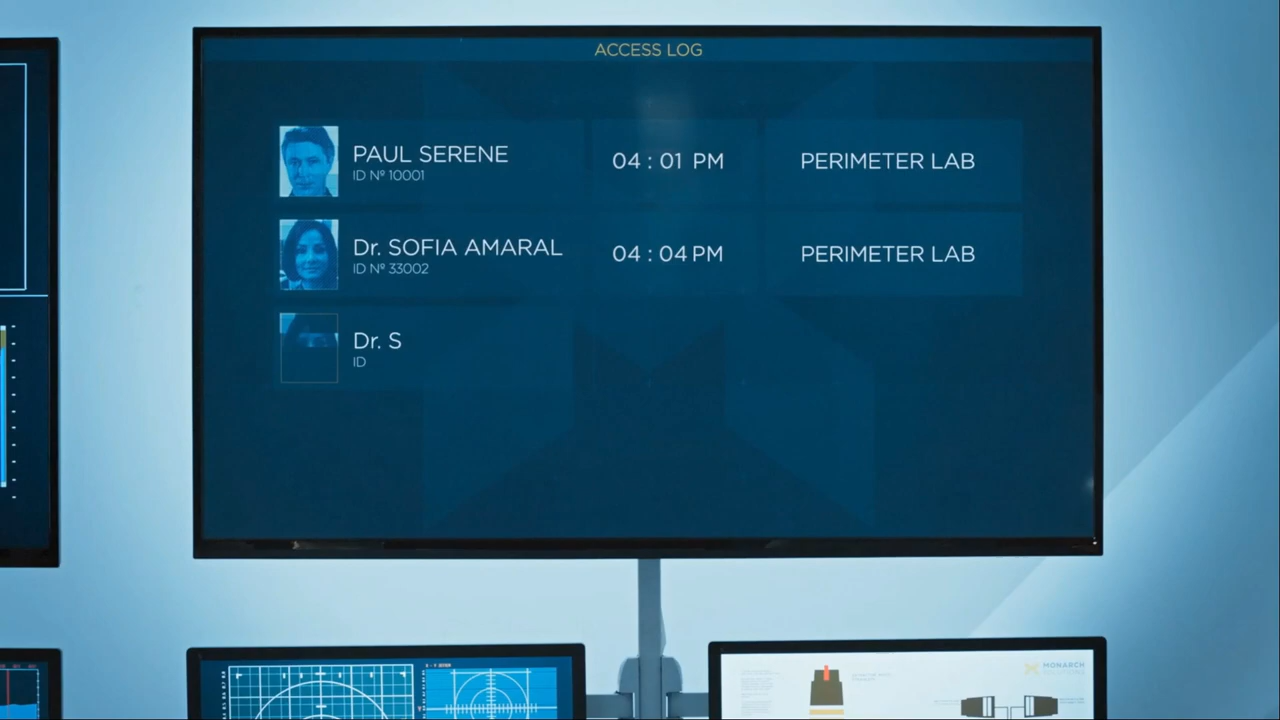 ACCESS LOG
PAUL SERENE
ID Nº 10001
04 : 01 PM
PERIMETER LAB
Dr. SOFIA AMARAL
ID Nº 33002
04 : 04 PM
PERIMETER LAB
Dr. S
ID
MONARCH